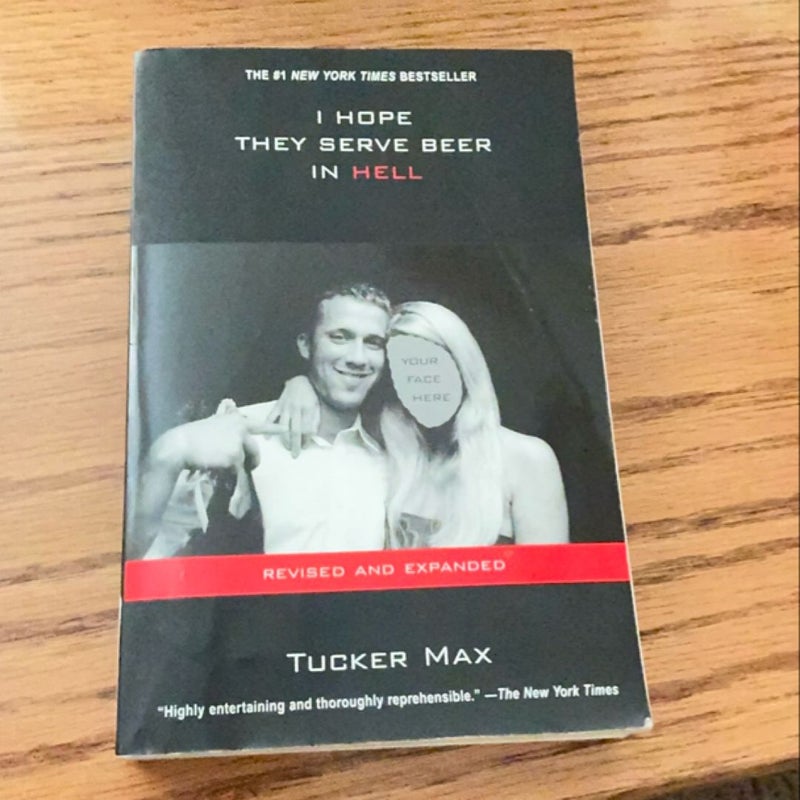 THE #1 NEW YORK TIMES BESTSELLER
I HOPE
THEY SERVE BEER
IN HELL
YOUR
FACE
HERE
REVISED AND EXPANDED
TUCKER MAX
“Highly entertaining and thoroughly reprehensible.” —The New York Times